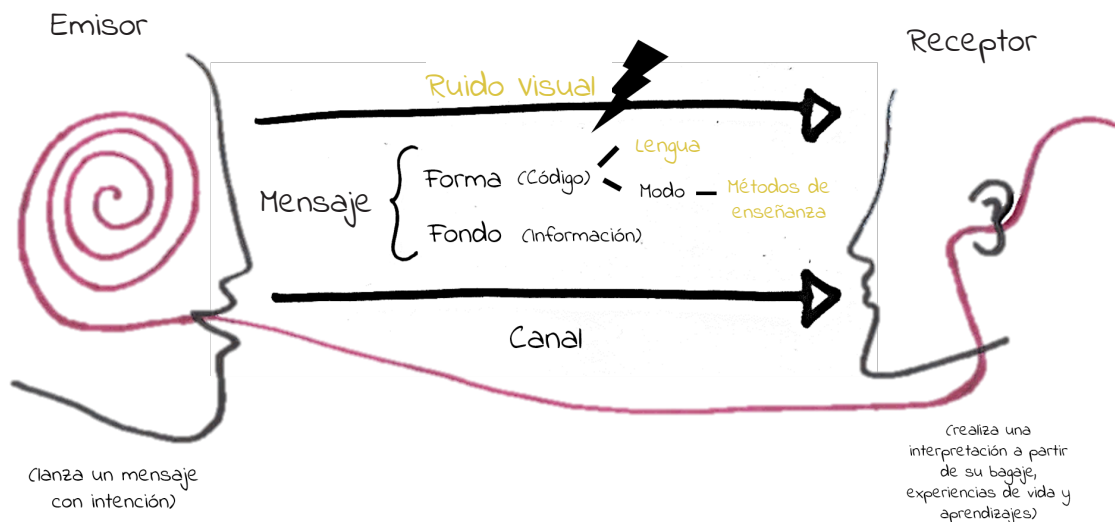 Emisor
Receptor
Ruido visual
Mensaje
Forma (Código)
Lengua
Modo
Métodos de
enseñanza
Fondo (Información)
Canal
(lanza un mensaje
con intención)
(realiza una
interpretación a partir
de su bagaje,
experiencias de vida y
aprendizajes)